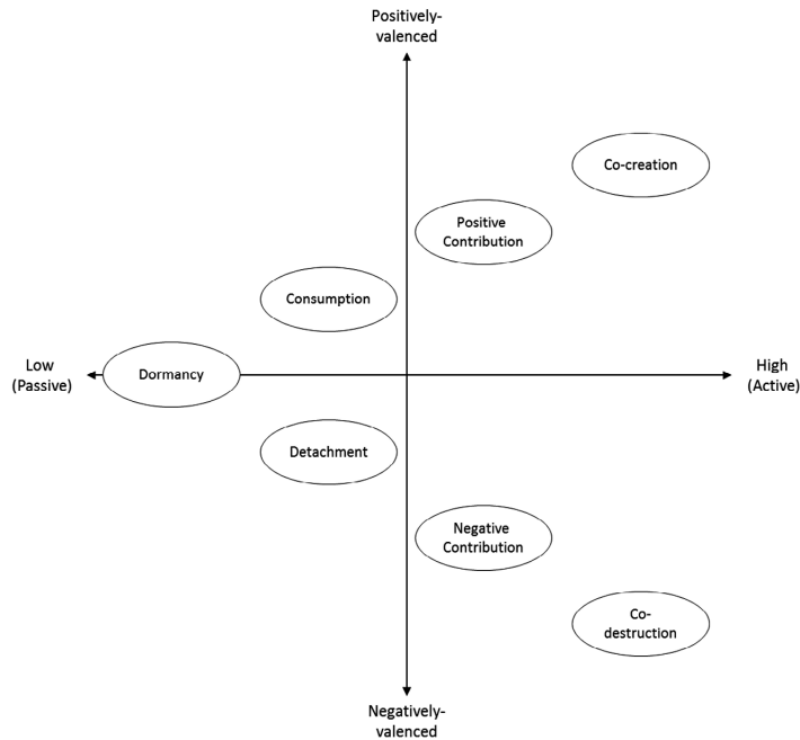 Positively-
valenced
Co-creation
Positive
Contribution
Consumption
Low
(Passive)
Dormancy
High
(Active)
Detachment
Negative
Contribution
Co-
destruction
Negatively-
valenced